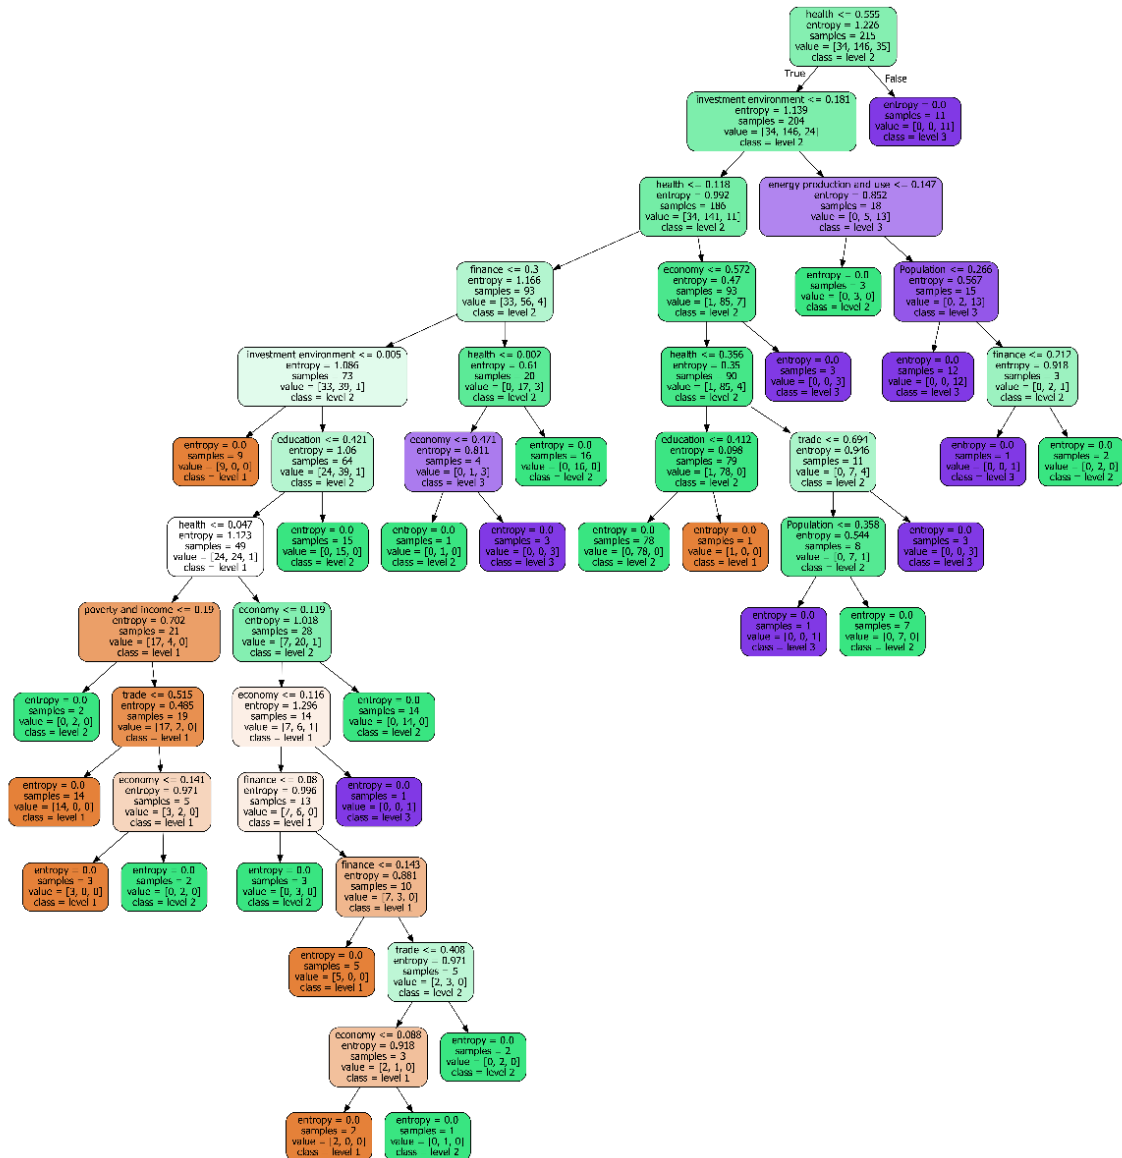 health <= 0.555
entropy = 1.226
samples = 215
value = [34, 146, 35]
class = level 2
True
False
investment environment <= 0.181
entropy = 1.139
samples = 204
value = [34, 146, 24]
class = level 2
entropy = 0.0
samples = 11
value = [0, 0, 11]
class = level 3
health <= 0.118
entropy = 0.992
samples = 186
value = [34, 141, 11]
class = level 2
energy production and use <= 0.147
entropy = 0.852
samples = 18
value = [0, 5, 13]
class = level 3
finance <= 0.3
entropy = 1.166
samples = 93
value = [33, 56, 4]
class = level 2
economy <= 0.572
entropy = 0.47
samples = 93
value = [1, 85, 7]
class = level 2
entropy = 0.0
samples = 3
value = [0, 3, 0]
class = level 2
Population <= 0.266
entropy = 0.567
samples = 15
value = [0, 2, 13]
class = level 3
investment environment <= 0.005
entropy = 1.086
samples = 73
value = [33, 39, 1]
class = level 2
health <= 0.002
entropy = 0.61
samples = 20
value = [0, 17, 3]
class = level 2
health <= 0.356
entropy = 0.35
samples = 90
value = [1, 85, 4]
class = level 2
entropy = 0.0
samples = 3
value = [0, 0, 3]
class = level 3
entropy = 0.0
samples = 12
value = [0, 0, 12]
class = level 3
finance <= 0.212
entropy = 0.918
samples = 3
value = [0, 2, 1]
class = level 2
entropy = 0.0
samples = 9
value = [9, 0, 0]
class = level 1
education <= 0.421
entropy = 1.06
samples = 64
value = [24, 39, 1]
class = level 2
economy <= 0.471
entropy = 0.811
samples = 4
value = [0, 1, 3]
class = level 3
entropy = 0.0
samples = 16
value = [0, 16, 0]
class = level 2
education <= 0.412
entropy = 0.098
samples = 79
value = [1, 78, 0]
class = level 2
trade <= 0.694
entropy = 0.946
samples = 11
value = [0, 7, 4]
class = level 2
entropy = 0.0
samples = 1
value = [0, 0, 1]
class = level 3
entropy = 0.0
samples = 2
value = [0, 2, 0]
class = level 2
health <= 0.047
entropy = 1.123
samples = 49
value = [24, 24, 1]
class = level 1
entropy = 0.0
samples = 15
value = [0, 15, 0]
class = level 2
entropy = 0.0
samples = 1
value = [0, 1, 0]
class = level 2
entropy = 0.0
samples = 3
value = [0, 0, 3]
class = level 3
entropy = 0.0
samples = 78
value = [0, 78, 0]
class = level 2
entropy = 0.0
samples = 1
value = [1, 0, 0]
class = level 1
Population <= 0.358
entropy = 0.544
samples = 8
value = [0, 7, 1]
class = level 2
entropy = 0.0
samples = 3
value = [0, 0, 3]
class = level 3
poverty and income <= 0.19
entropy = 0.702
samples = 21
value = [17, 4, 0]
class = level 1
economy <= 0.119
entropy = 1.018
samples = 28
value = [7, 20, 1]
class = level 2
entropy = 0.0
samples = 1
value = [0, 0, 1]
class = level 3
entropy = 0.0
samples = 7
value = [0, 7, 0]
class = level 2
entropy = 0.0
samples = 2
value = [0, 2, 0]
class = level 2
trade <= 0.515
entropy = 0.485
samples = 19
value = [17, 2, 0]
class = level 1
economy <= 0.116
entropy = 1.296
samples = 14
value = [7, 6, 1]
class = level 1
entropy = 0.0
samples = 14
value = [0, 14, 0]
class = level 2
entropy = 0.0
samples = 14
value = [14, 0, 0]
class = level 1
economy <= 0.141
entropy = 0.971
samples = 5
value = [3, 2, 0]
class = level 1
finance <= 0.08
entropy = 0.996
samples = 13
value = [7, 6, 0]
class = level 1
entropy = 0.0
samples = 1
value = [0, 0, 1]
class = level 3
entropy = 0.0
samples = 3
value = [3, 0, 0]
class = level 1
entropy = 0.0
samples = 2
value = [0, 2, 0]
class = level 2
entropy = 0.0
samples = 3
value = [0, 3, 0]
class = level 2
finance <= 0.143
entropy = 0.881
samples = 10
value = [7, 3, 0]
class = level 1
entropy = 0.0
samples = 5
value = [5, 0, 0]
class = level 1
trade <= 0.408
entropy = 0.971
samples = 5
value = [2, 3, 0]
class = level 2
economy <= 0.088
entropy = 0.918
samples = 3
value = [2, 1, 0]
class = level 1
entropy = 0.0
samples = 2
value = [0, 2, 0]
class = level 2
entropy = 0.0
samples = 2
value = [2, 0, 0]
class = level 1
entropy = 0.0
samples = 1
value = [0, 1, 0]
class = level 2